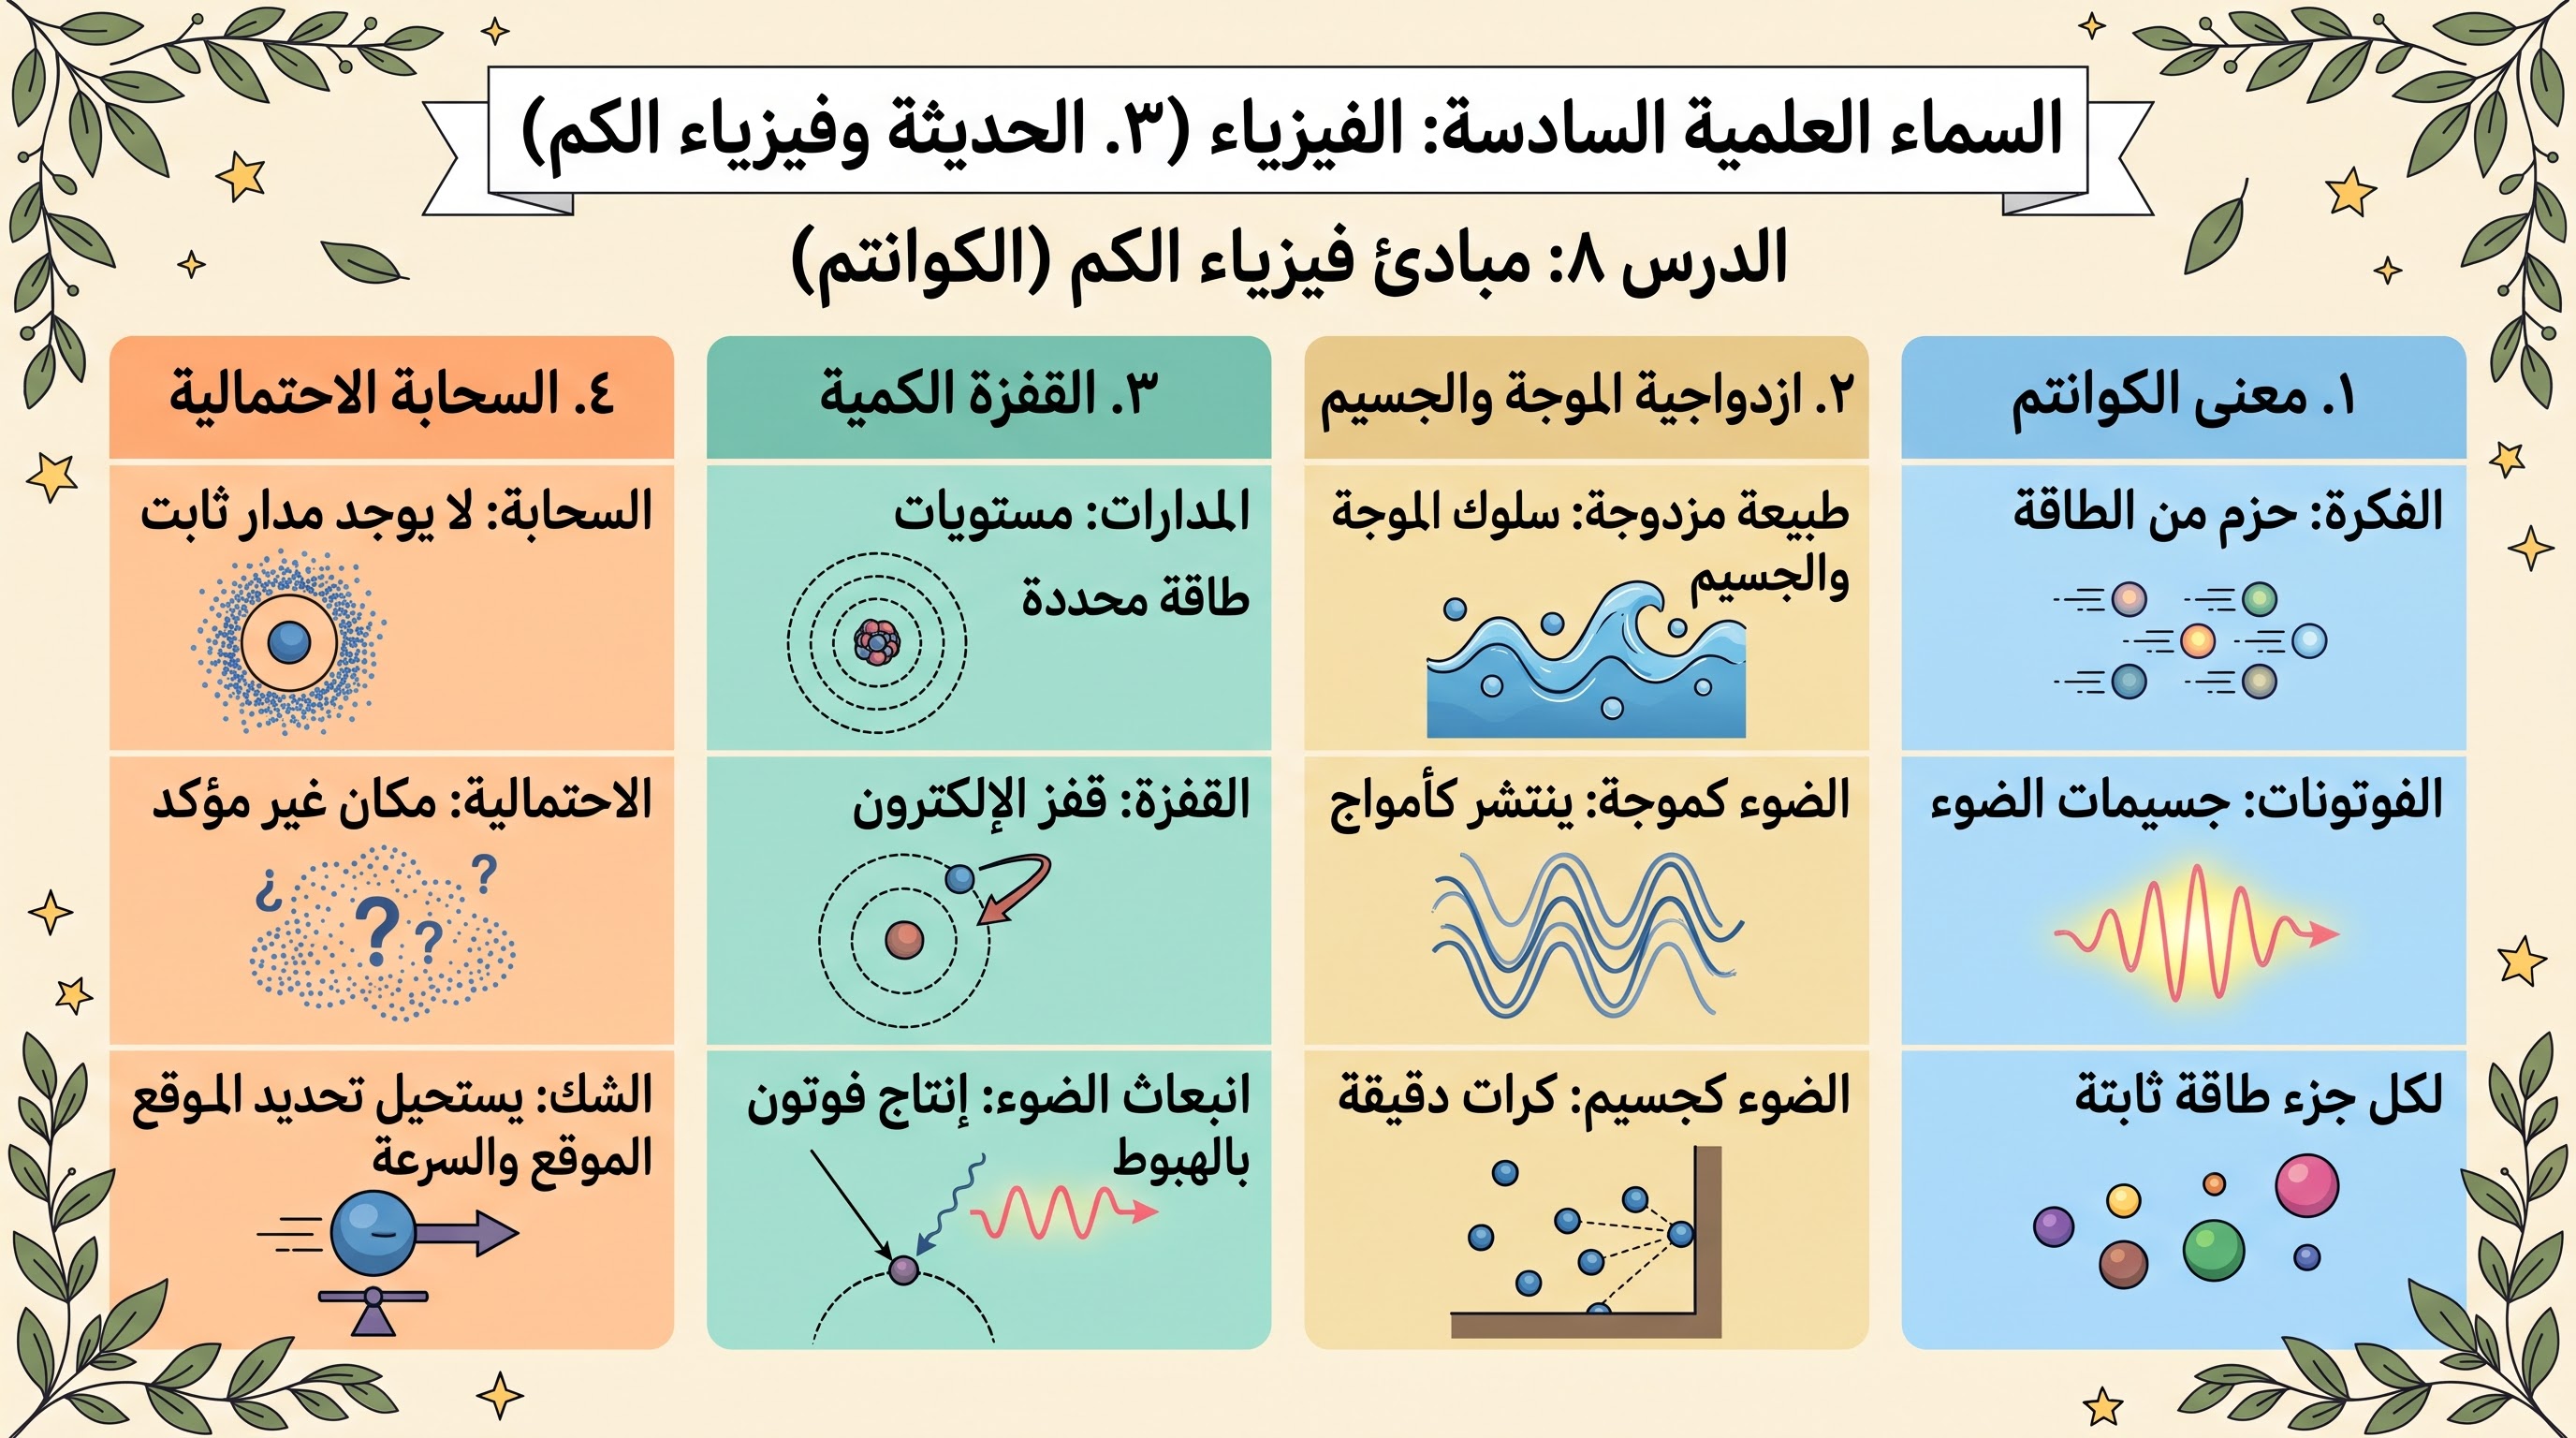 السماء العلمية السادسة: الفيزياء (٣. الحديثة وفيزياء الكم)
الدرس ٨: مبادئ فيزياء الكم (الكوانتم)
١. معنى الكوانتم
الفكرة: حزم من الطاقة
الفوتونات: جسيمات الضوء
لكل جزء طاقة ثابتة
٢. ازدواجية الموجة والجسيم
طبيعة مزدوجة: سلوك الموجة
والجسيم
الضوء كموجة: ينتشر كأمواج
الضوء كجسيم: كرات دقيقة
٣. القفزة الكمية
المدارات: مستويات
طاقة محددة
القفزة: قفز الإلكترون
انبعاث الضوء: إنتاج فوتون
بالهبوط
٤. السحابة الاحتمالية
السحابة: لا يوجد مدار ثابت
الاحتمالية: مكان غير مؤكد
¿ ? ? ?
الشك: يستحيل تحديد الموقع
الموقع والسرعة